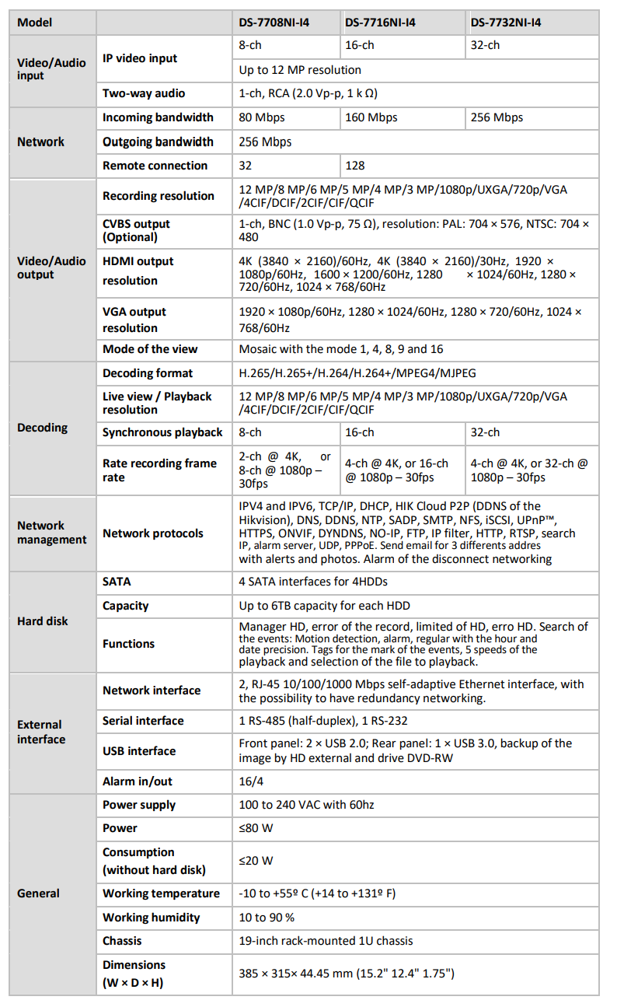 Model DS-7708NI-I4 DS-7716NI-I4 DS-7732NI-I4
Video/Audio
input
IP video input
8-ch 16-ch 32-ch
Up to 12 MP resolution
Two-way audio 1-ch, RCA (2.0 Vp-p, 1 k Ω)
Network
Incoming bandwidth 80 Mbps 160 Mbps 256 Mbps
Outgoing bandwidth 256 Mbps
Remote connection 32 128
Video/Audio
output
Recording resolution
12 MP/8 MP/6 MP/5 MP/4 MP/3 MP/1080p/UXGA/720p/VGA
/4CIF/DCIF/2CIF/CIF/QCIF
CVBS output
(Optional)
1-ch, BNC (1.0 Vp-p, 75 Ω), resolution: PAL: 704 × 576, NTSC: 704 ×
480
HDMI output
resolution
4K (3840 × 2160)/60Hz, 4K (3840 × 2160)/30Hz, 1920 ×
1080p/60Hz, 1600 × 1200/60Hz, 1280 × 1024/60Hz, 1280 ×
720/60Hz, 1024 × 768/60Hz
VGA output
resolution
1920 × 1080p/60Hz, 1280 × 1024/60Hz, 1280 × 720/60Hz, 1024 ×
768/60Hz
Mode of the view Mosaic with the mode 1, 4, 8, 9 and 16
Decoding
Decoding format H.265/H.265+/H.264/H.264+/MPEG4/MJPEG
Live view / Playback
resolution
12 MP/8 MP/6 MP/5 MP/4 MP/3 MP/1080p/UXGA/720p/VGA
/4CIF/DCIF/2CIF/CIF/QCIF
Synchronous playback 8-ch 16-ch 32-ch
Rate recording frame
rate
2-ch @ 4K, or
8-ch @ 1080p –
30fps
4-ch @ 4K, or 16-ch
@ 1080p – 30fps
4-ch @ 4K, or 32-ch @
1080p – 30fps
Network
management
Network protocols
IPV4 and IPV6, TCP/IP, DHCP, HIK Cloud P2P (DDNS of the
Hikvision), DNS, DDNS, NTP, SADP, SMTP, NFS, iSCSI, UPnP™,
HTTPS, ONVIF, DYNDNS, NO-IP, FTP, IP filter, HTTP, RTSP, search
IP, alarm server, UDP, PPPoE. Send email for 3 differents addres
with alerts and photos. Alarm of the disconnect networking
Hard disk
SATA 4 SATA interfaces for 4HDDs
Capacity Up to 6TB capacity for each HDD
Functions
Manager HD, error of the record, limited of HD, erro HD. Search of
the events: Motion detection, alarm, regular with the hour and
date precision. Tags for the mark of the events, 5 speeds of the
playback and selection of the file to playback.
External
interface
Network interface
2, RJ-45 10/100/1000 Mbps self-adaptive Ethernet interface, with
the possibility to have redundancy networking.
Serial interface 1 RS-485 (half-duplex), 1 RS-232
USB interface
Front panel: 2 × USB 2.0; Rear panel: 1 × USB 3.0, backup of the
image by HD external and drive DVD-RW
Alarm in/out 16/4
General
Power supply 100 to 240 VAC with 60hz
Power ≤80 W
Consumption
(without hard disk)
≤20 W
Working temperature -10 to +55º C (+14 to +131º F)
Working humidity 10 to 90 %
Chassis 19-inch rack-mounted 1U chassis
Dimensions
(W × D × H)
385 × 315× 44.45 mm (15.2" 12.4" 1.75")